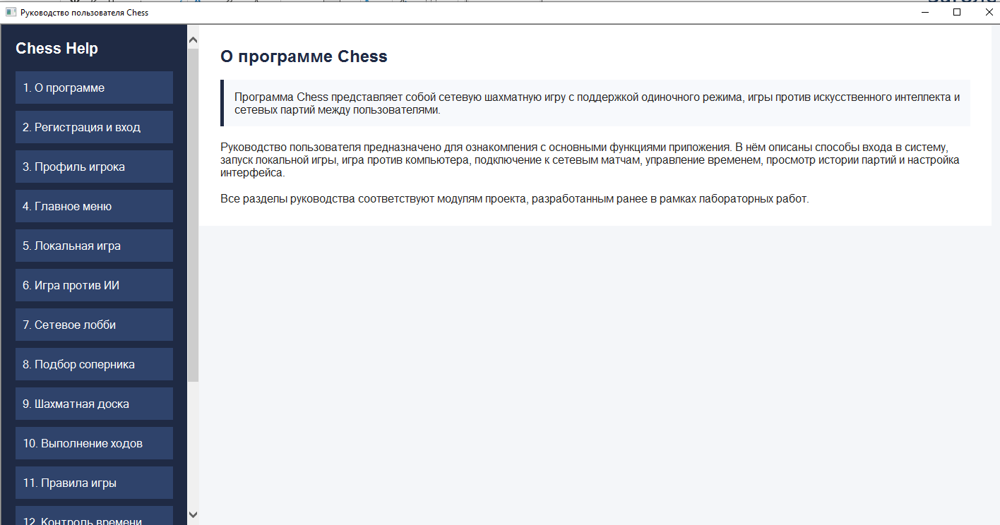 Руководство пользователя Chess
Chess Help
1. О программе
2. Регистрация и вход
3. Профиль игрока
4. Главное меню
5. Локальная игра
6. Игра против ИИ
7. Сетевое лобби
8. Подбор соперника
9. Шахматная доска
10. Выполнение ходов
11. Правила игры
12. Контроль времени
О программе Chess
Программа Chess представляет собой сетевую шахматную игру с поддержкой одиночного режима, игры против искусственного интеллекта и
сетевых партий между пользователями.
Руководство пользователя предназначено для ознакомления с основными функциями приложения. В нём описаны способы входа в систему,
запуск локальной игры, игра против компьютера, подключение к сетевым матчам, управление временем, просмотр истории партий и настройка
интерфейса.
Все разделы руководства соответствуют модулям проекта, разработанным ранее в рамках лабораторных работ.